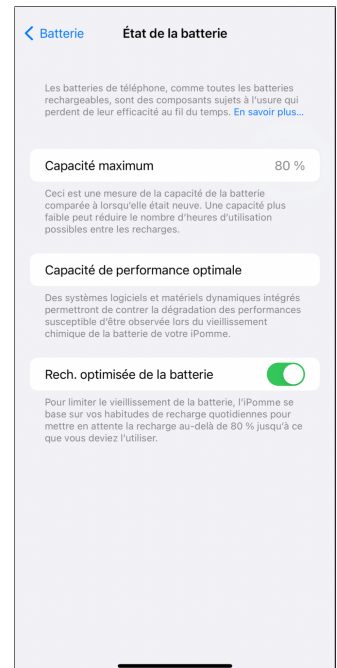 Batterie État de la batterie
Les batteries de téléphone, comme toutes les batteries
rechargeables, sont des composants sujets à l'usure qui
perdent de leur efficacité au fil du temps. En savoir plus...
Capacité maximum 80 %
Ceci est une mesure de la capacité de la batterie
comparée à lorsqu'elle était neuve. Une capacité plus
faible peut réduire le nombre d'heures d'utilisation
possibles entre les recharges.
Capacité de performance optimale
Des systèmes logiciels et matériels dynamiques intégrés
permettront de contrer la dégradation des performances
susceptible d'être observée lors du vieillissement
chimique de la batterie de votre iPomme.
Rech. optimisée de la batterie
Pour limiter le vieillissement de la batterie, l'iPomme se
base sur vos habitudes de recharge quotidiennes pour
mettre en attente la recharge au-delà de 80 % jusqu'à ce
que vous deviez l'utiliser.